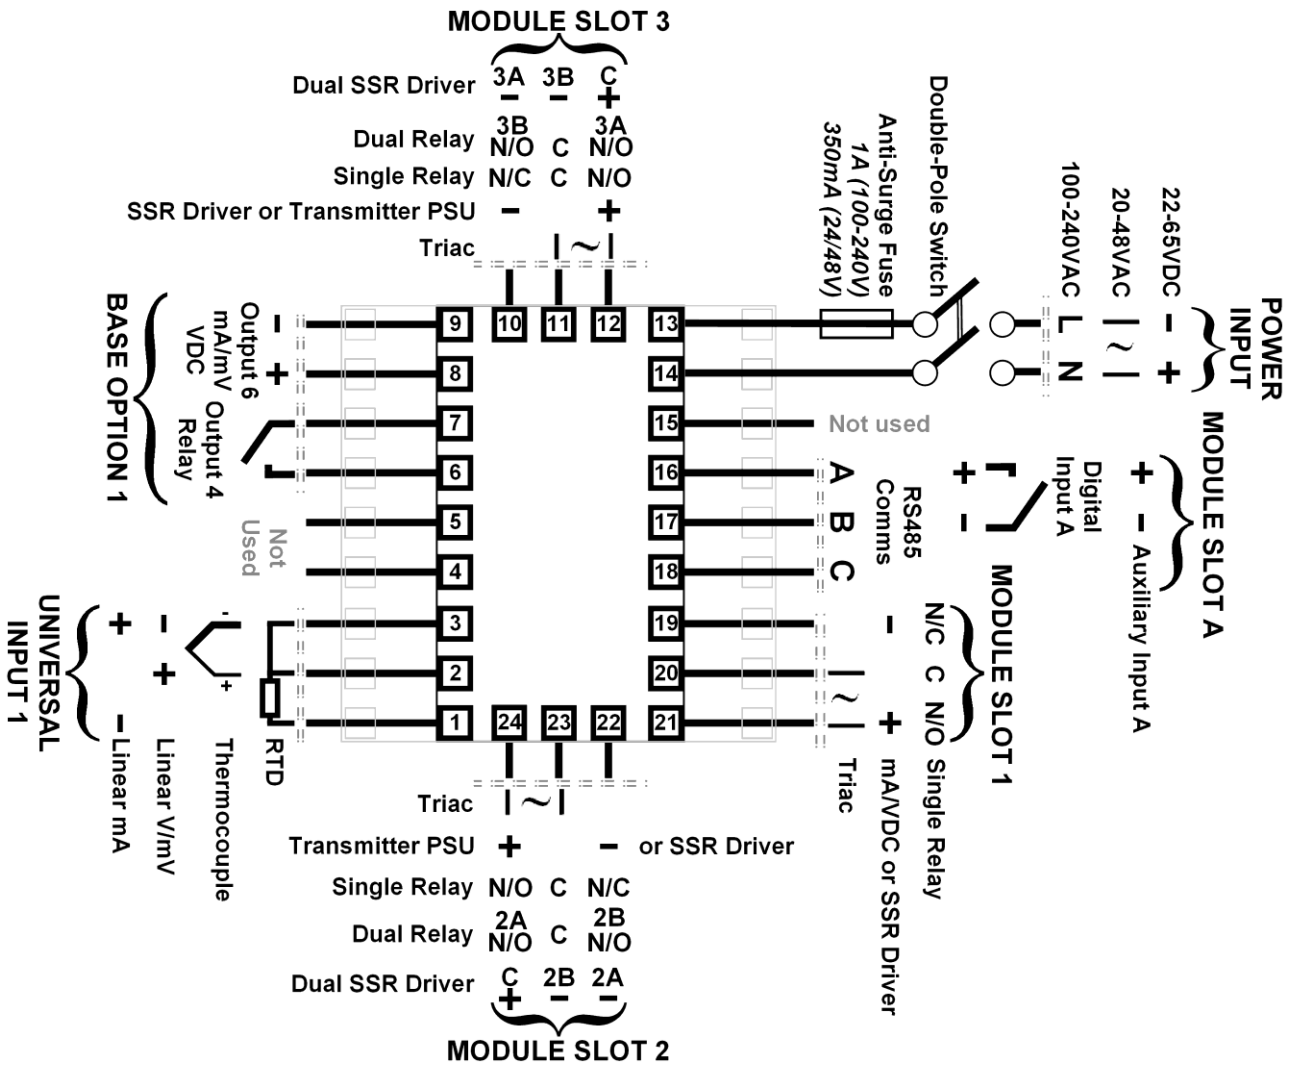 MODULE SLOT 3
Dual SSR Driver 3A 3B C
− − +
3B 3A
Dual Relay N/O C N/O
Single Relay N/C C N/O
SSR Driver or Transmitter PSU − +
Triac ~
10 11 12
BASE OPTION 1
Output 6
mA/mV
VDC
− 9
+ 8
Output 4
Relay
7
6
Not
Used
5
4
UNIVERSAL
INPUT 1
3
2
1
+ − Linear mA
− + Linear V/mV
- + Thermocouple
RTD
13
14
Anti-Surge Fuse
1A (100-240V)
350mA (24/48V)
Double-Pole Switch
100-240VAC L N
20-48VAC ~
22-65VDC − +
POWER
INPUT
15 Not used
16 A
17 B
18 C
RS485
Comms
+ −
Digital
Input A
+ − Auxiliary Input A
MODULE SLOT A
19
20
21
~ Triac
− + mA/VDC or SSR Driver
N/C C N/O Single Relay
MODULE SLOT 1
24 23 22
Triac ~
Transmitter PSU + − or SSR Driver
Single Relay N/O C N/C
2A 2B
Dual Relay N/O C N/O
Dual SSR Driver C 2B 2A
+ − −
MODULE SLOT 2